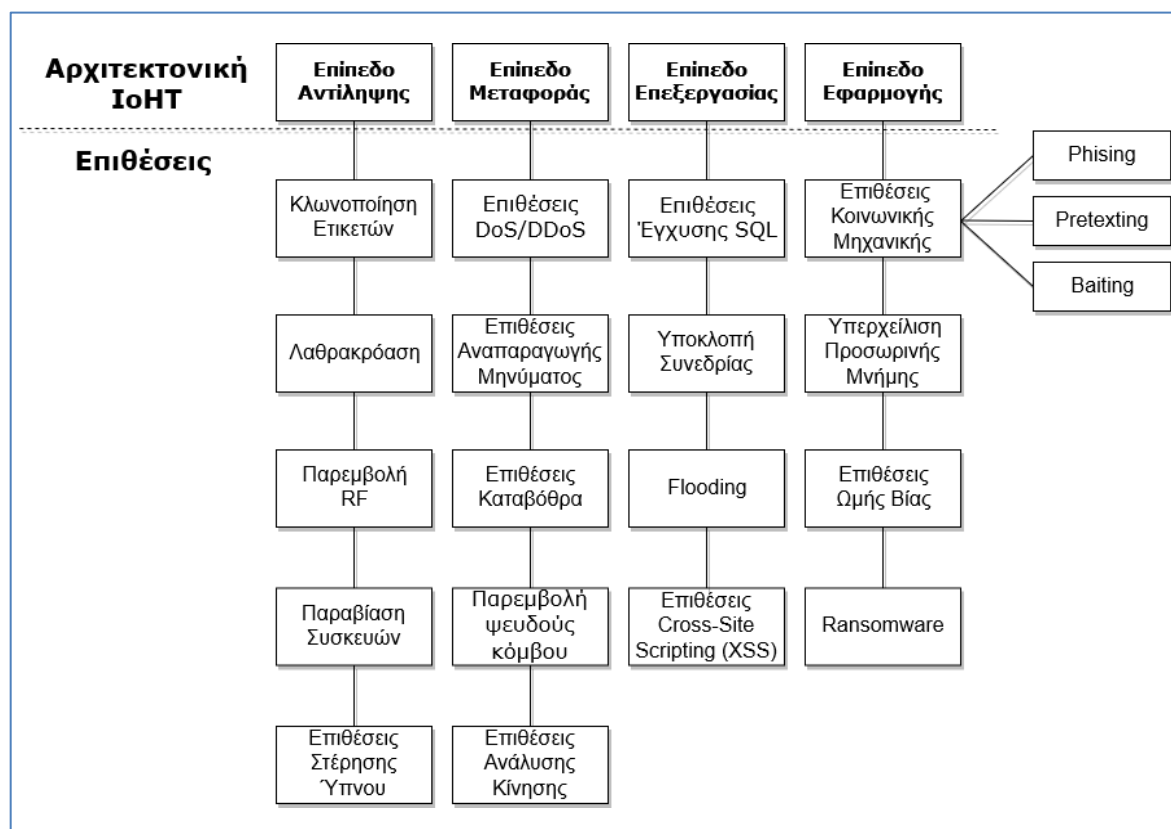 Αρχιτεκτονική
ΙοΗΤ
Επίπεδο
Αντίληψης
Επίπεδο
Μεταφοράς
Επίπεδο
Επεξεργασίας
Επίπεδο
Εφαρμογής
Επιθέσεις
Κλωνοποίηση
Ετικετών
Επιθέσεις
DoS/DDoS
Επιθέσεις
Έγχυσης SQL
Επιθέσεις
Κοινωνικής
Μηχανικής
Phising
Pretexting
Baiting
Λαθρακρόαση
Επιθέσεις
Αναπαραγωγής
Μηνύματος
Υποκλοπή
Συνεδρίας
Υπερχείλιση
Προσωρινής
Μνήμης
Παρεμβολή
RF
Επιθέσεις
Καταβόθρα
Flooding
Επιθέσεις
Ωμής Βίας
Παραβίαση
Συσκευών
Παρεμβολή
ψευδούς
κόμβου
Επιθέσεις
Cross-Site
Scripting (XSS)
Ransomware
Επιθέσεις
Στέρησης
Ύπνου
Επιθέσεις
Ανάλυσης
Κίνησης